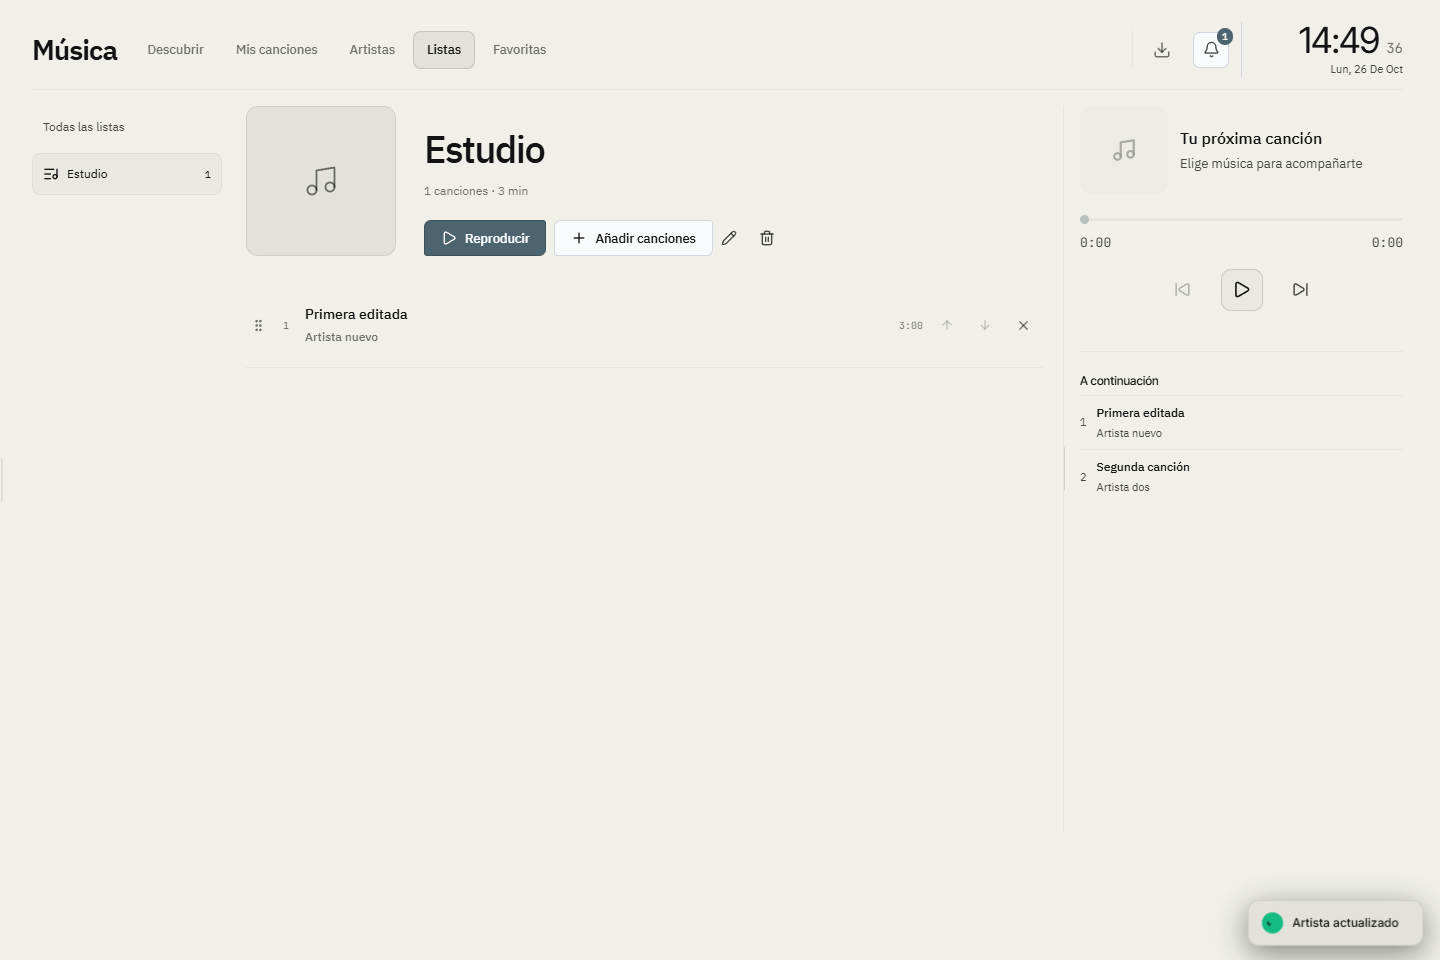 Música
Descubrir
Mis canciones
Artistas
Listas
Favoritas
1
14:49 36
Lun, 26 De Oct
Todas las listas
Estudio 1
Estudio
1 canciones · 3 min
Reproducir
Añadir canciones
1
Primera editada
Artista nuevo
3:00
Tu próxima canción
Elige música para acompañarte
0:00 0:00
A continuación
1
Primera editada
Artista nuevo
2
Segunda canción
Artista dos
Artista actualizado